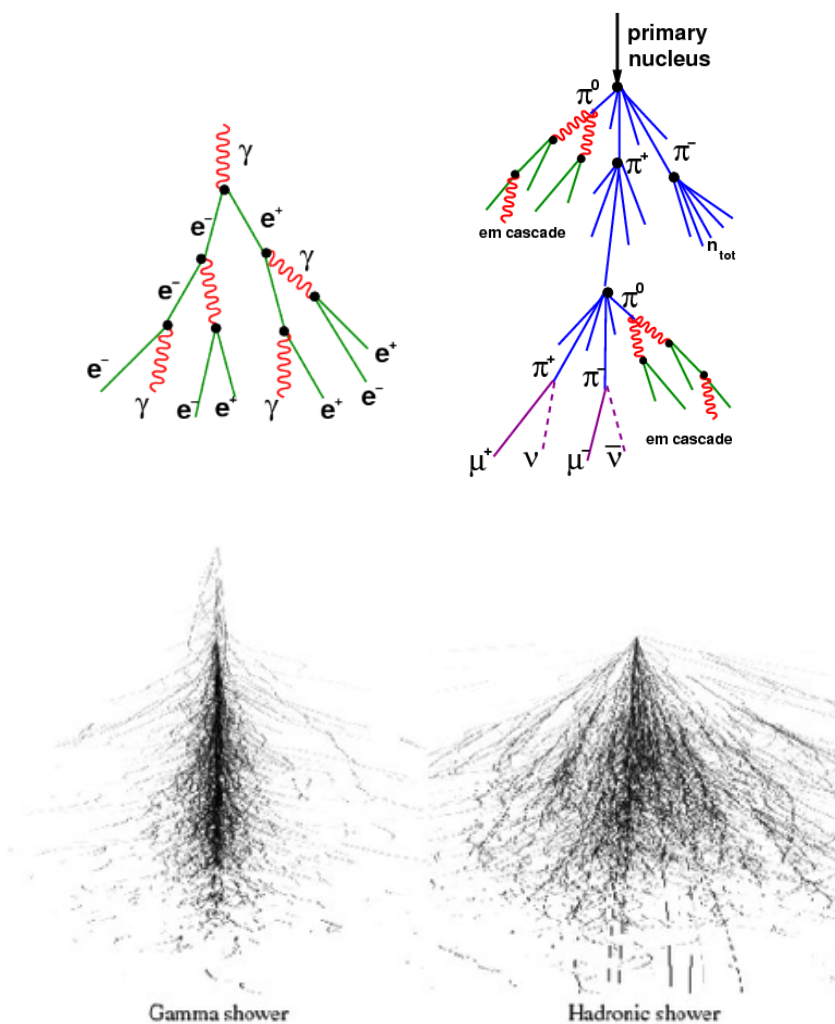 primary
nucleus
γ
e⁻
e⁺
e⁻
γ
e⁻
γ
e⁻
e⁺
γ
e⁺
e⁻
e⁺
π⁰
π⁺
π⁻
em cascade
n_tot
π⁰
π⁺
π⁻
em cascade
μ⁺
ν
μ⁻
ν̅
Gamma shower
Hadronic shower